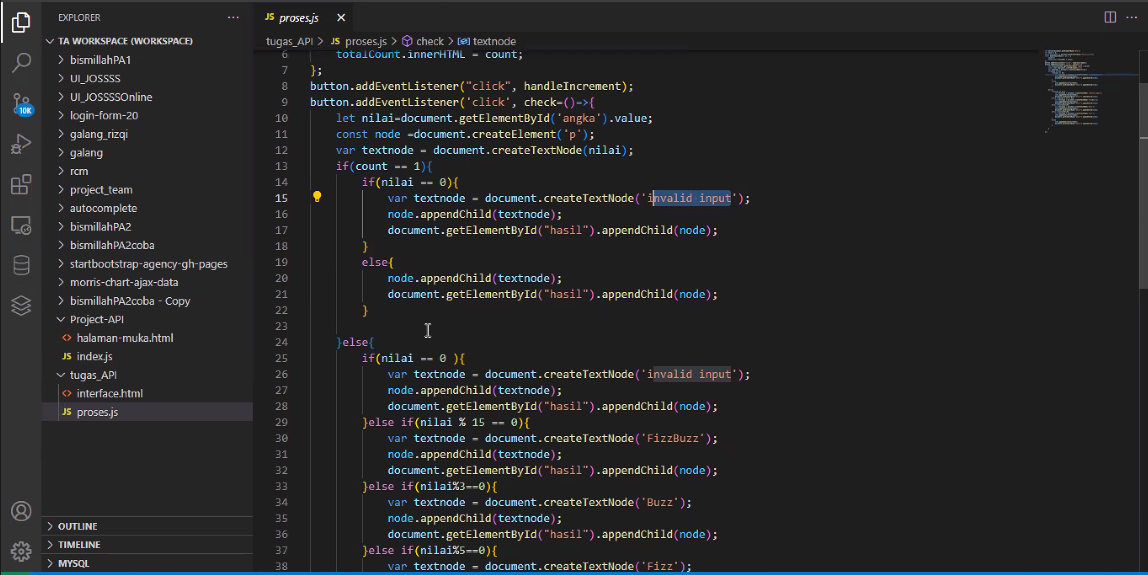 EXPLORER
TA WORKSPACE (WORKSPACE)
bismillahPA1
UI_JOSSSS
UI_JOSSSSOnline
login-form-20
galang_rizqi
galang
rcm
project_team
autocomplete
bismillahPA2
bismillahPA2coba
startbootstrap-agency-gh-pages
morris-chart-ajax-data
bismillahPA2coba - Copy
Project-API
<> halaman-muka.html
JS index.js
tugas_API
<> interface.html
JS proses.js
OUTLINE
TIMELINE
MYSQL
10K
JS proses.js
tugas_API > JS proses.js > check > textnode
6 totalCount.innerHTML = count;
7 };
8 button.addEventListener("click", handleIncrement);
9 button.addEventListener('click', check=()=>{
10 let nilai=document.getElementById('angka').value;
11 const node =document.createElement('p');
12 var textnode = document.createTextNode(nilai);
13 if(count == 1){
14 if(nilai == 0){
15 var textnode = document.createTextNode('invalid input');
16 node.appendChild(textnode);
17 document.getElementById("hasil").appendChild(node);
18 }
19 else{
20 node.appendChild(textnode);
21 document.getElementById("hasil").appendChild(node);
22 }
23
24 }else{
25 if(nilai == 0 ){
26 var textnode = document.createTextNode('invalid input');
27 node.appendChild(textnode);
28 document.getElementById("hasil").appendChild(node);
29 }else if(nilai % 15 == 0){
30 var textnode = document.createTextNode('FizzBuzz');
31 node.appendChild(textnode);
32 document.getElementById("hasil").appendChild(node);
33 }else if(nilai%3==0){
34 var textnode = document.createTextNode('Buzz');
35 node.appendChild(textnode);
36 document.getElementById("hasil").appendChild(node);
37 }else if(nilai%5==0){
38 var textnode = document.createTextNode('Fizz');